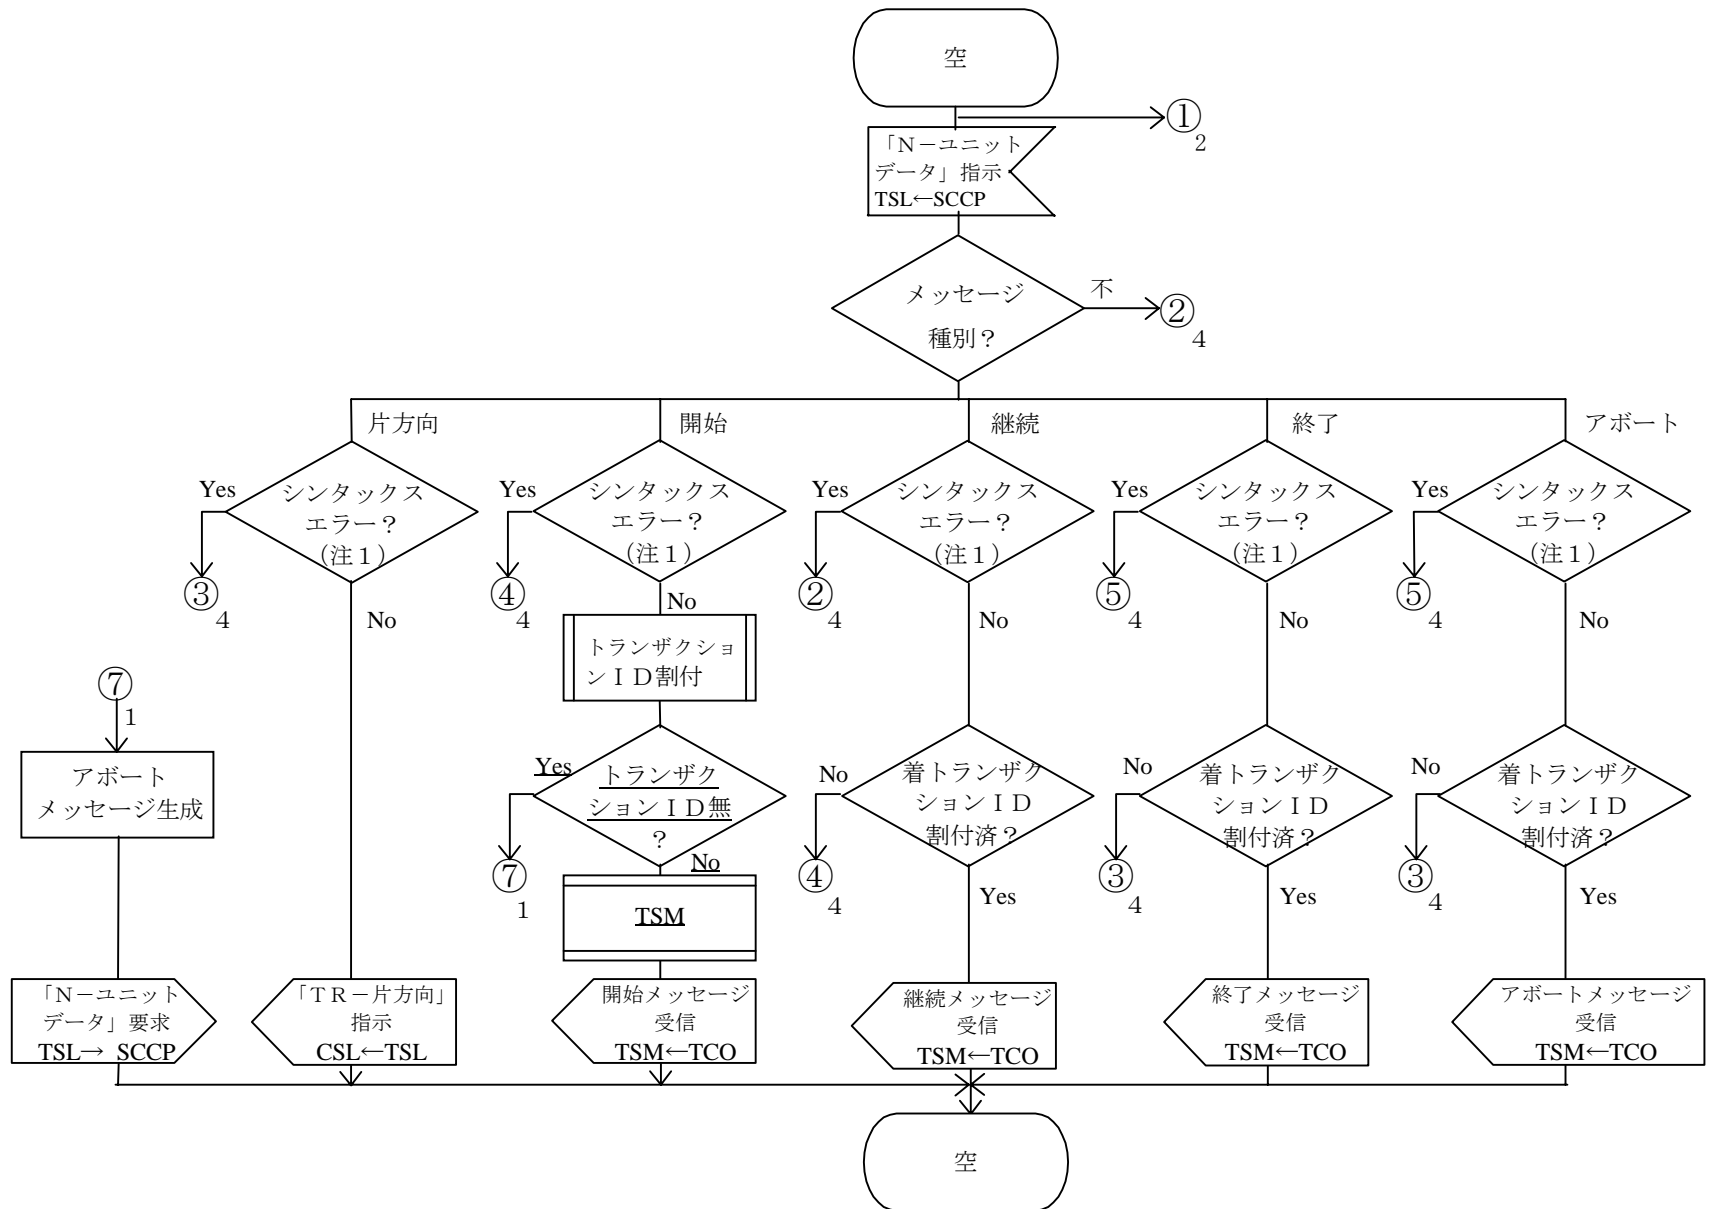 空
①
2
「N－ユニット
データ」指示
TSL←SCCP
メッセージ
種別？
不
②
4
片方向
開始
継続
終了
アボート
Yes
シンタックス
エラー？
(注１)
③
4
No
Yes
シンタックス
エラー？
(注１)
④
4
No
Yes
シンタックス
エラー？
(注１)
②
4
No
Yes
シンタックス
エラー？
(注１)
⑤
4
No
Yes
シンタックス
エラー？
(注１)
⑤
4
No
トランザクショ
ンＩＤ割付
⑦
1
アボート
メッセージ生成
Yes
トランザク
ションＩＤ無
？
⑦
1
No
TSM
No
着トランザク
ションＩＤ
割付済？
④
4
Yes
No
着トランザク
ションＩＤ
割付済？
③
4
Yes
No
着トランザク
ションＩＤ
割付済？
③
4
Yes
「N－ユニット
データ」要求
TSL→ SCCP
「ＴＲ－片方向」
指示
CSL←TSL
開始メッセージ
受信
TSM←TCO
継続メッセージ
受信
TSM←TCO
終了メッセージ
受信
TSM←TCO
アボートメッセージ
受信
TSM←TCO
空